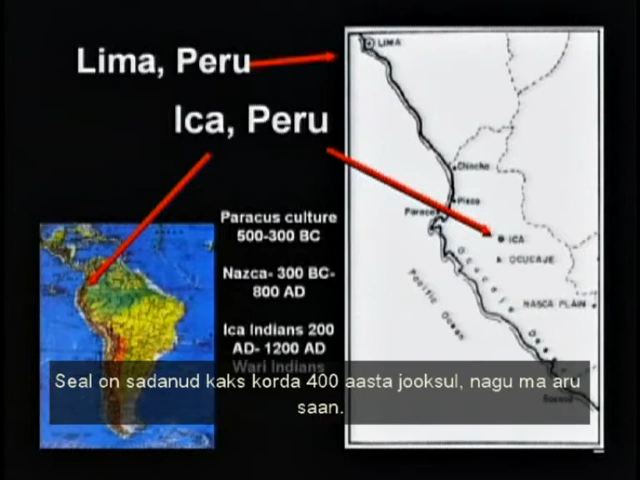 Lima, Peru
Ica, Peru
Paracus culture
500-300 BC
Nazca- 300 BC-
800 AD
Ica Indians 200
AD- 1200 AD
Wari Indians
LIMA
Chincha
Pisco
Paracas
ICA
OCUCAJE
NASCA PLAIN
Pacific Ocean
Seal on sadanud kaks korda 400 aasta jooksul, nagu ma aru
saan.